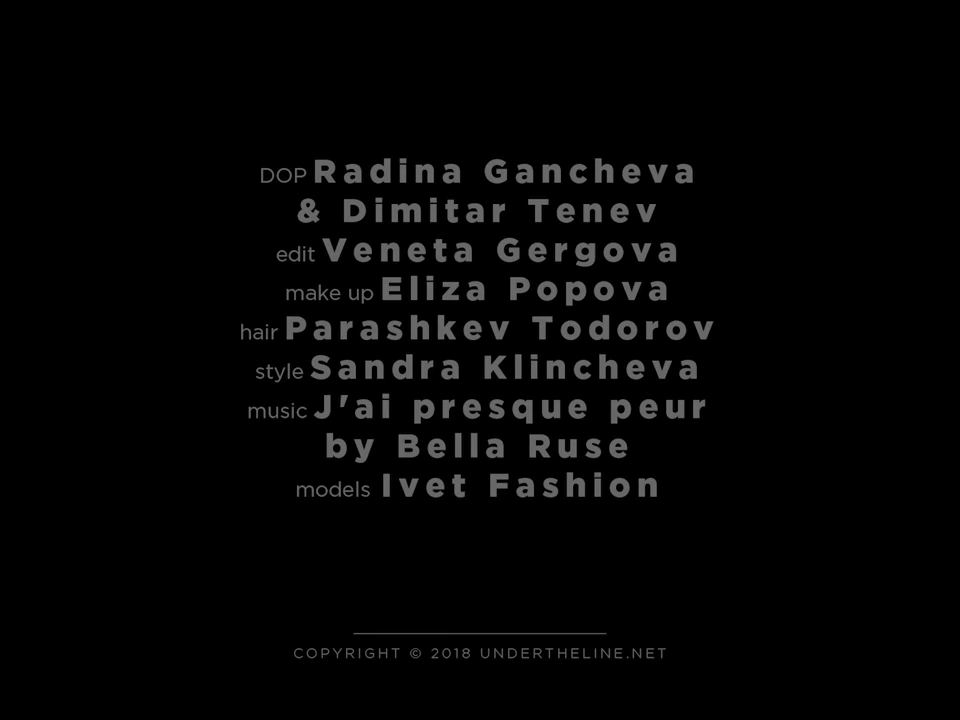 DOP Radina Gancheva
& Dimitar Tenev
edit Veneta Gergova
make up Eliza Popova
hair Parashkev Todorov
style Sandra Klincheva
music J'ai presque peur
by Bella Ruse
models Ivet Fashion
COPYRIGHT © 2018 UNDERTHELINE.NET